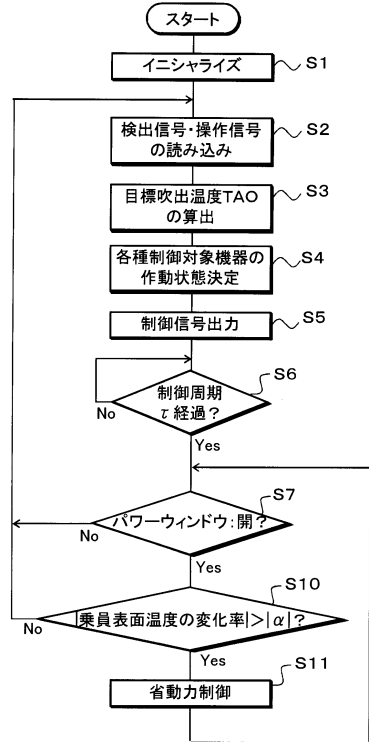 スタート
イニシャライズ
S1
検出信号・操作信号
の読み込み
S2
目標吹出温度TAO
の算出
S3
各種制御対象機器の
作動状態決定
S4
制御信号出力
S5
制御周期
τ経過？
S6
No
Yes
パワーウィンドウ：開？
S7
No
Yes
|乗員表面温度の変化率|>|α|？
S10
No
Yes
省動力制御
S11